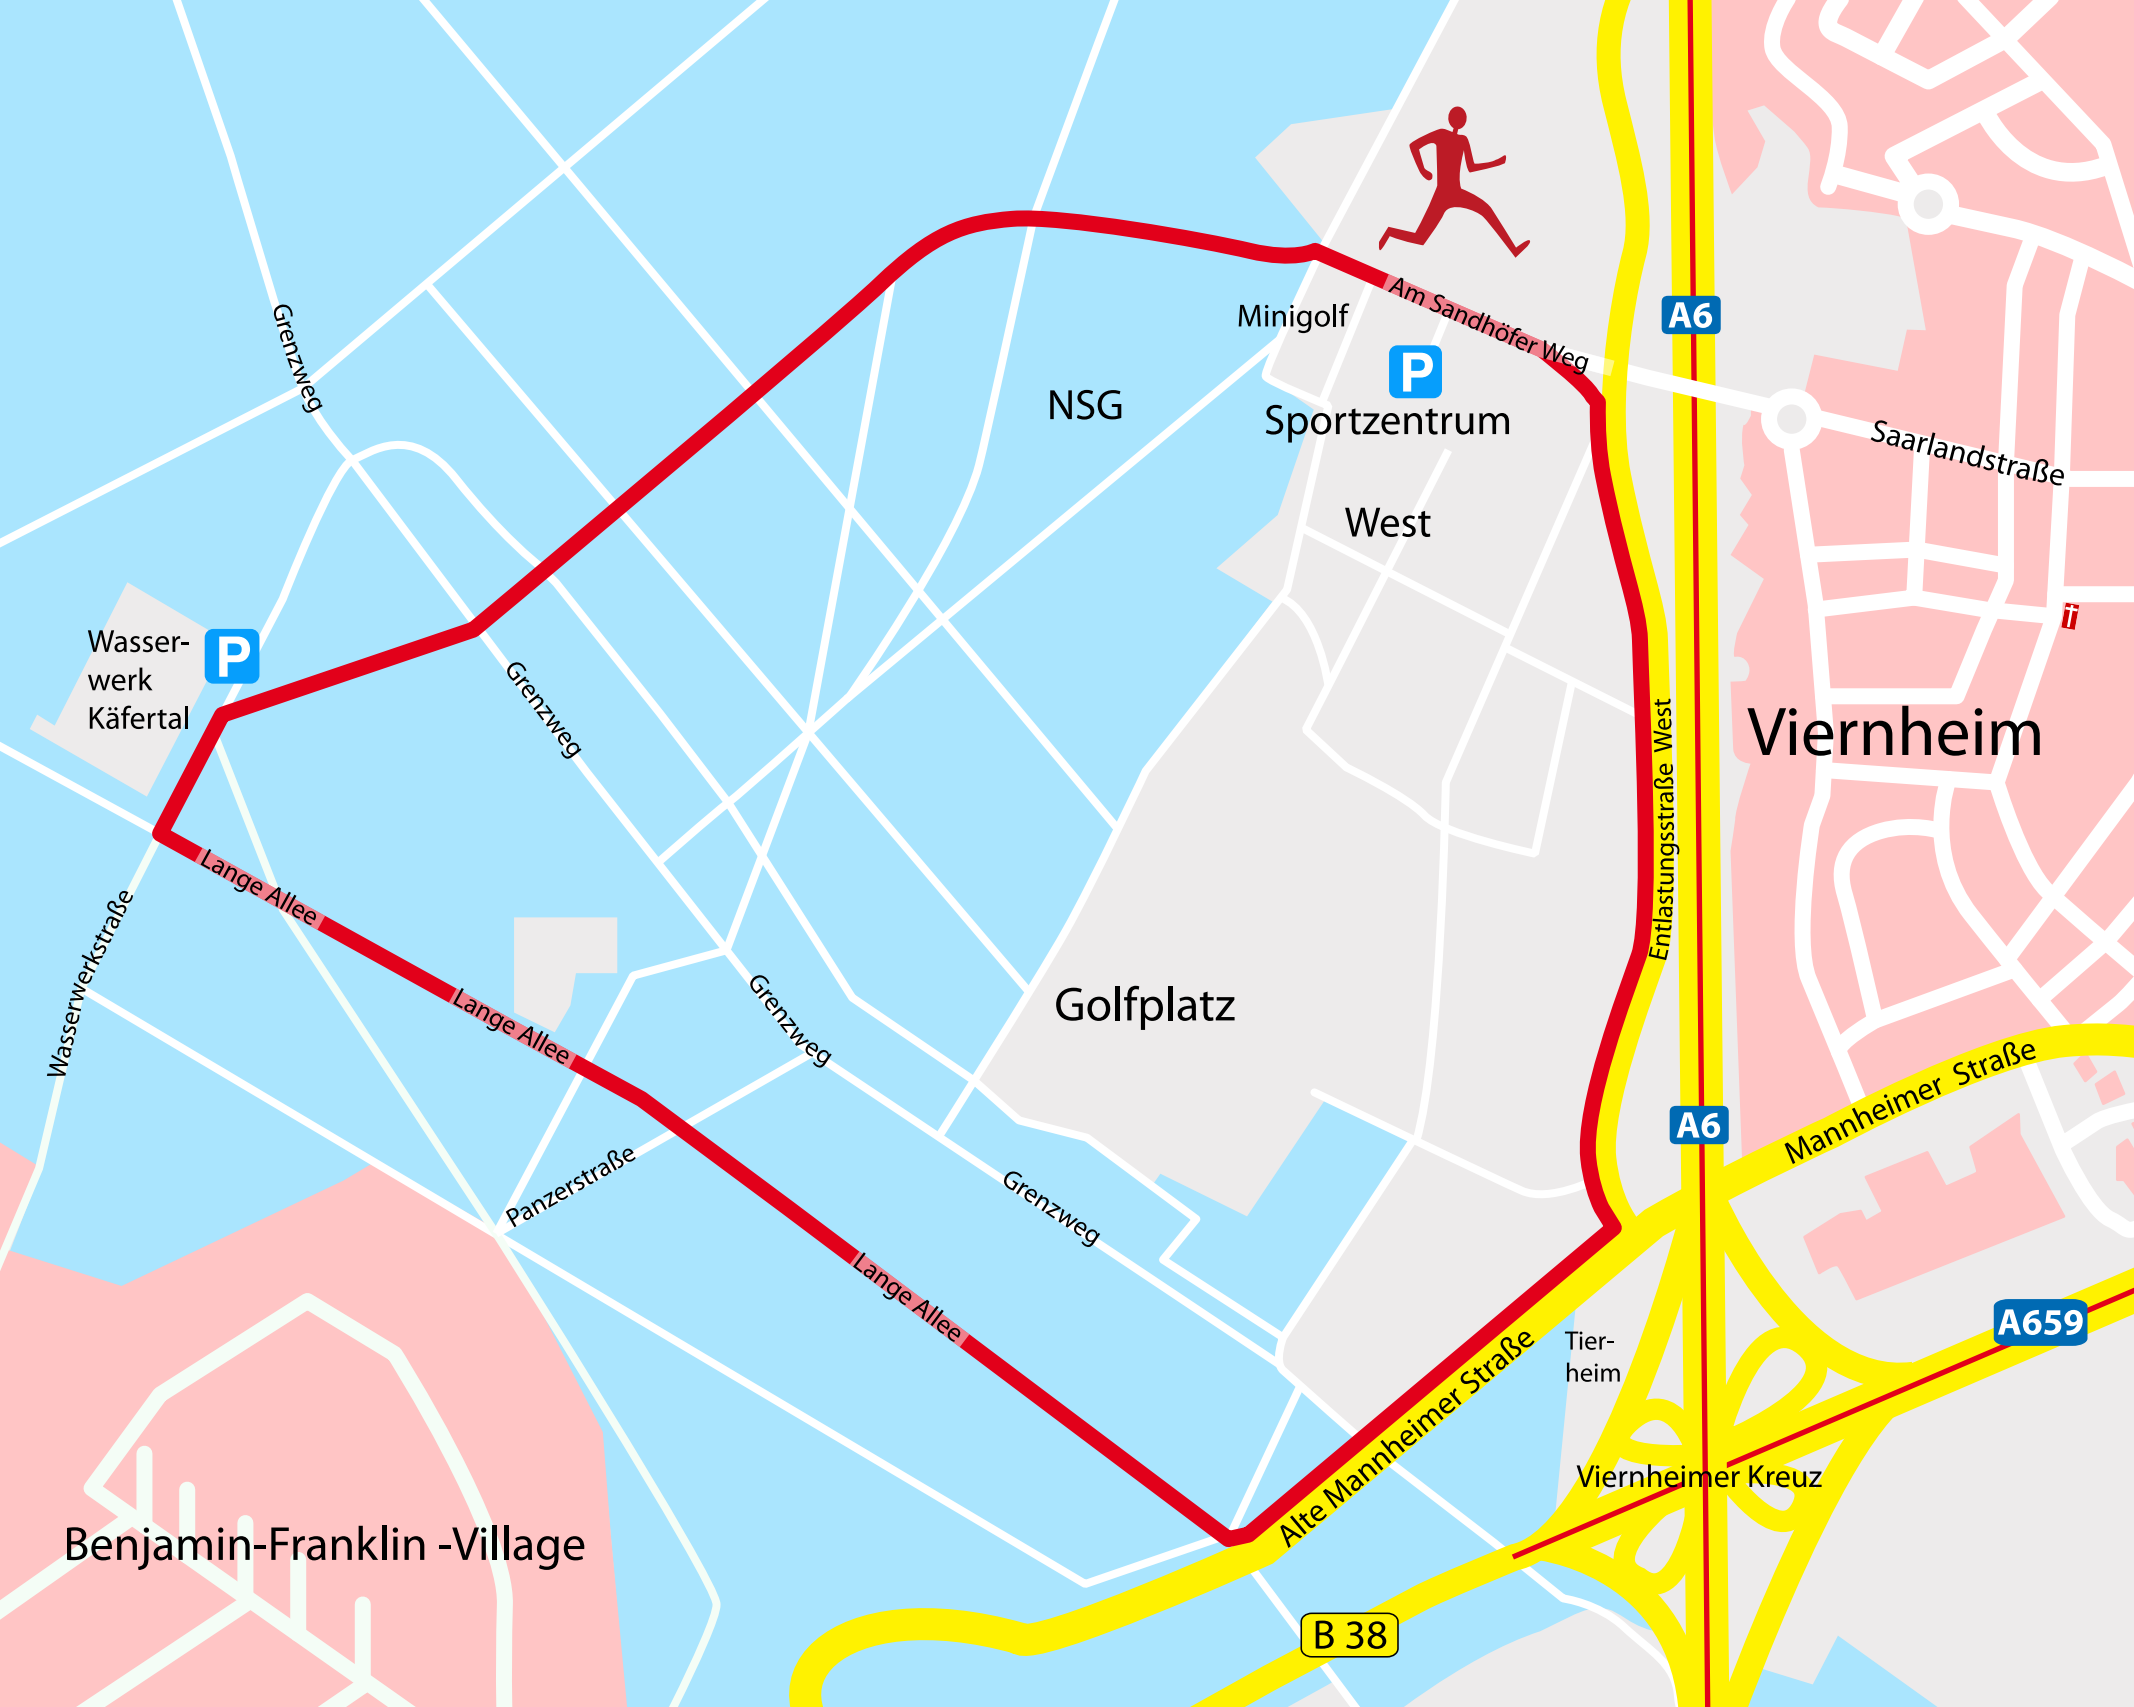 Grenzweg
Minigolf
Am Sandhöfer Weg
A6
P
NSG
Sportzentrum
Saarlandstraße
West
Wasser-
werk
Käfertal
P
Grenzweg
Entlastungsstraße West
Viernheim
Lange Allee
Wasserwerkstraße
Lange Allee
Grenzweg
Golfplatz
A6
Mannheimer Straße
Panzerstraße
Grenzweg
Lange Allee
Alte Mannheimer Straße
Tier-
heim
A659
Viernheimer Kreuz
Benjamin-Franklin -Village
B 38